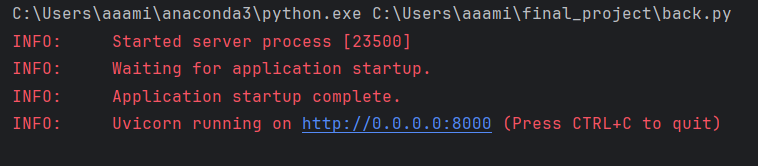 C:\Users\aaami\anaconda3\python.exe C:\Users\aaami\final_project\back.py
INFO:     Started server process [23500]
INFO:     Waiting for application startup.
INFO:     Application startup complete.
INFO:     Uvicorn running on http://0.0.0.0:8000 (Press CTRL+C to quit)